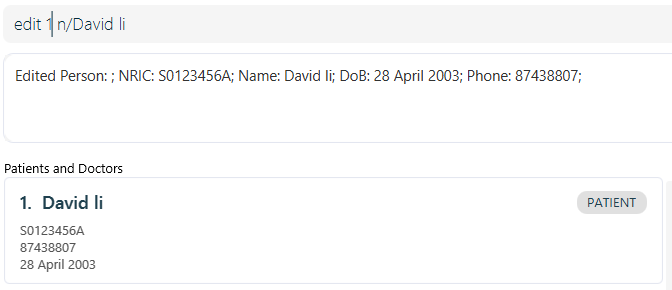 edit 1 n/David li
Edited Person: ; NRIC: S0123456A; Name: David li; DoB: 28 April 2003; Phone: 87438807;
Patients and Doctors
1. David li
PATIENT
S0123456A
87438807
28 April 2003